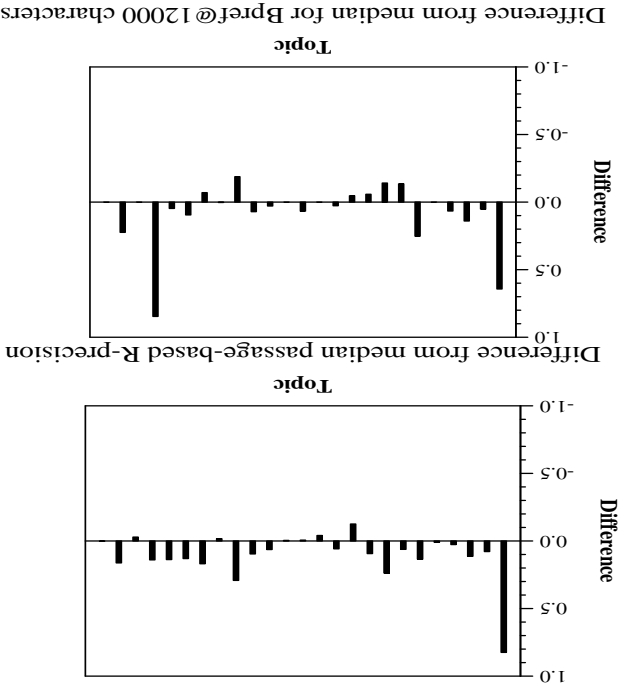 1.0
0.5
0.0
-0.5
-1.0
Difference
Topic
Difference from median passage-based R-precision
1.0
0.5
0.0
-0.5
-1.0
Difference
Topic
Difference from median for Bpref@12000 characters